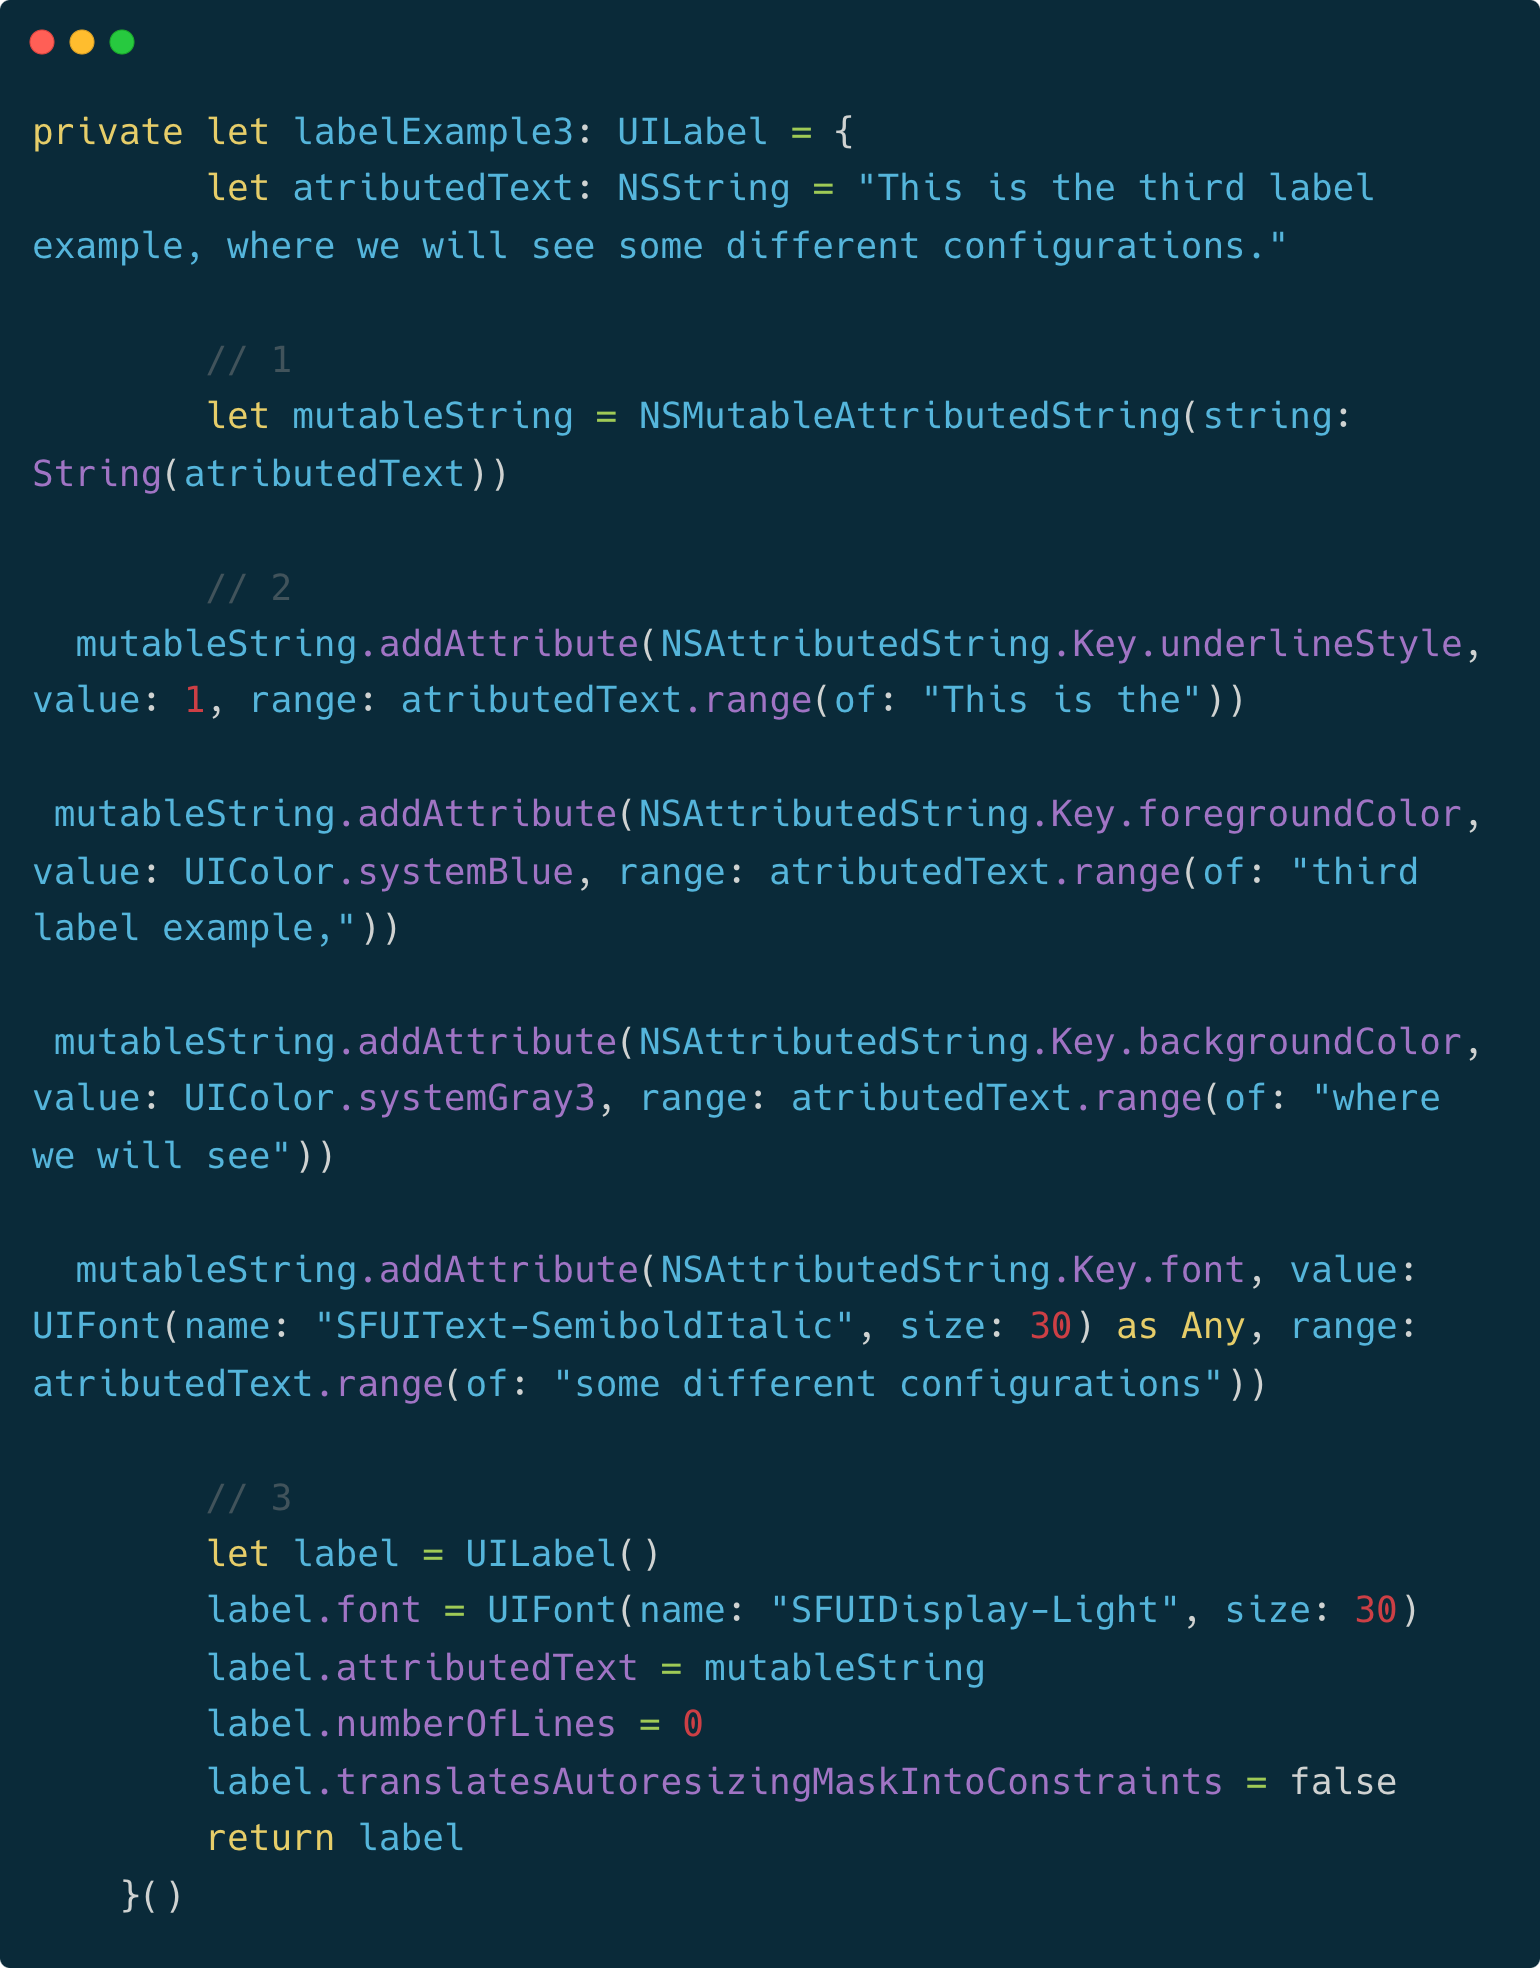 private let labelExample3: UILabel = {
        let atributedText: NSString = "This is the third label
example, where we will see some different configurations."

        // 1
        let mutableString = NSMutableAttributedString(string:
String(atributedText))

        // 2
  mutableString.addAttribute(NSAttributedString.Key.underlineStyle,
value: 1, range: atributedText.range(of: "This is the"))

 mutableString.addAttribute(NSAttributedString.Key.foregroundColor,
value: UIColor.systemBlue, range: atributedText.range(of: "third
label example,"))

 mutableString.addAttribute(NSAttributedString.Key.backgroundColor,
value: UIColor.systemGray3, range: atributedText.range(of: "where
we will see"))

  mutableString.addAttribute(NSAttributedString.Key.font, value:
UIFont(name: "SFUIText-SemiboldItalic", size: 30) as Any, range:
atributedText.range(of: "some different configurations"))

        // 3
        let label = UILabel()
        label.font = UIFont(name: "SFUIDisplay-Light", size: 30)
        label.attributedText = mutableString
        label.numberOfLines = 0
        label.translatesAutoresizingMaskIntoConstraints = false
        return label
    }()